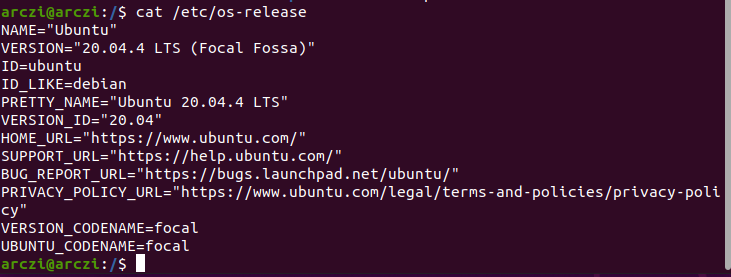 arczi@arczi:/$ cat /etc/os-release
NAME="Ubuntu"
VERSION="20.04.4 LTS (Focal Fossa)"
ID=ubuntu
ID_LIKE=debian
PRETTY_NAME="Ubuntu 20.04.4 LTS"
VERSION_ID="20.04"
HOME_URL="https://www.ubuntu.com/"
SUPPORT_URL="https://help.ubuntu.com/"
BUG_REPORT_URL="https://bugs.launchpad.net/ubuntu/"
PRIVACY_POLICY_URL="https://www.ubuntu.com/legal/terms-and-policies/privacy-poli
cy"
VERSION_CODENAME=focal
UBUNTU_CODENAME=focal
arczi@arczi:/$